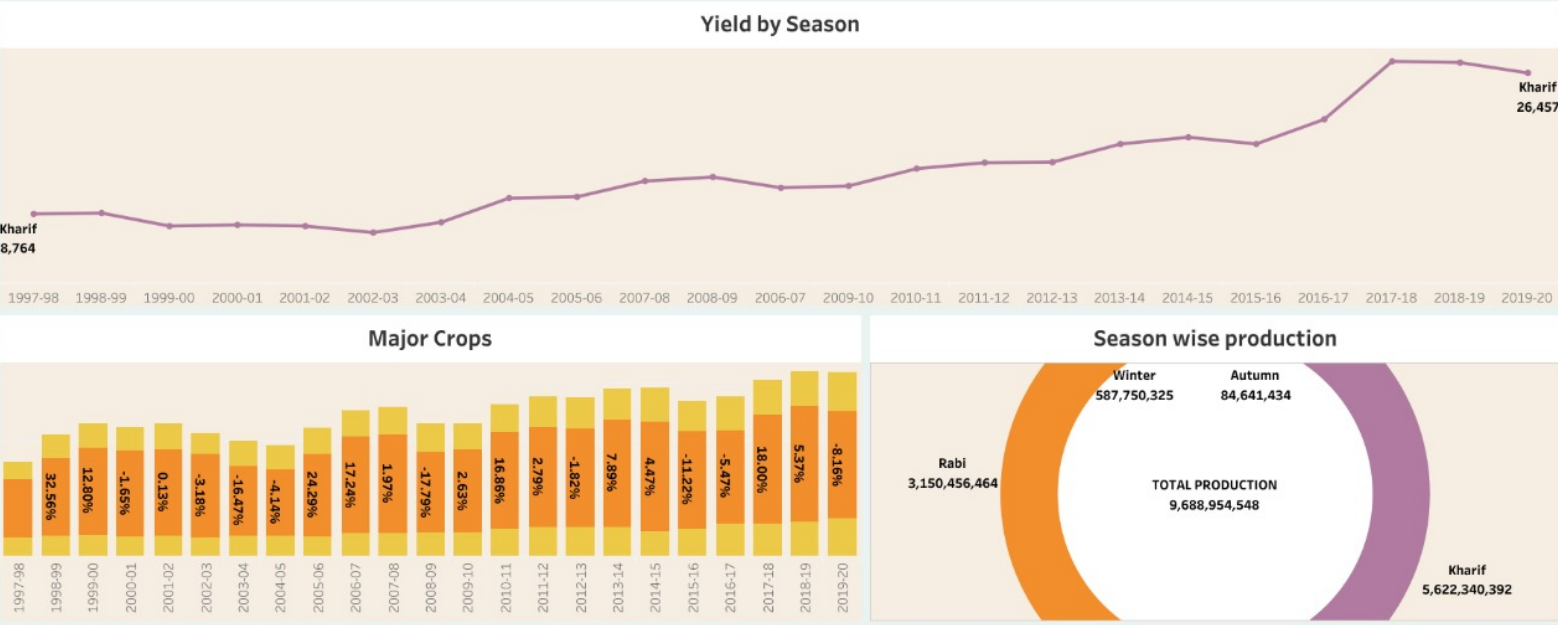 Yield by Season
Kharif
26,457
Kharif
8,764
1997-98 1998-99 1999-00 2000-01 2001-02 2002-03 2003-04 2004-05 2005-06 2007-08 2008-09 2006-07 2009-10 2010-11 2011-12 2012-13 2013-14 2014-15 2015-16 2016-17 2017-18 2018-19 2019-20
Major Crops
32.56% 12.80% -1.65% 0.13% -3.18% -16.47% -4.14% 24.29% 17.24% 1.97% -17.79% 2.63% 16.86% 2.79% -1.82% 7.89% 4.47% -11.22% -5.47% 18.00% 5.37% -8.16%
1997-98 1998-99 1999-00 2000-01 2001-02 2002-03 2003-04 2004-05 2005-06 2006-07 2007-08 2008-09 2009-10 2010-11 2011-12 2012-13 2013-14 2014-15 2015-16 2016-17 2017-18 2018-19 2019-20
Season wise production
Winter
587,750,325
Autumn
84,641,434
Rabi
3,150,456,464
TOTAL PRODUCTION
9,688,954,548
Kharif
5,622,340,392